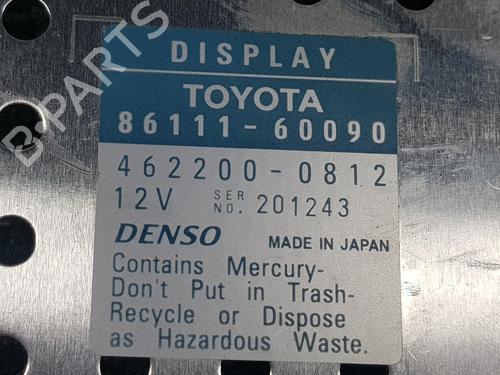 DISPLAY
TOYOTA
86111-60090
462200-0812
12V SER NO. 201243
DENSO MADE IN JAPAN
Contains Mercury-
Don't Put in Trash-
Recycle or Dispose
as Hazardous Waste.
B-PARTS